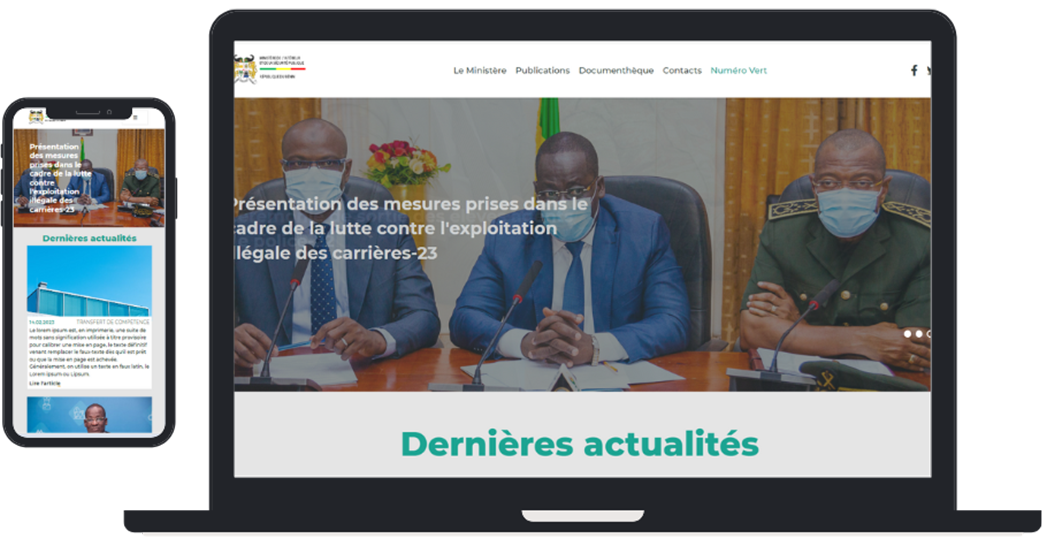 Le Ministère Publications Documenthèque Contacts Numéro Vert
Présentation des mesures prises dans le
cadre de la lutte contre l'exploitation
illégale des carrières-23
Dernières actualités
Présentation
des mesures
prises dans le
cadre de la lutte
contre
l'exploitation
illégale des
carrières-23
Dernières actualités
14.02.2023 TRANSFERT DE COMPÉTENCE
Le lorem ipsum est, en imprimerie, une suite de
mots sans signification utilisée à titre provisoire
pour calibrer une mise en page, le texte définitif
venant remplacer le faux-texte dès qu'il est prêt
ou que la mise en page est achevée.
Généralement, on utilise un texte en faux latin, le
Lorem ipsum ou Lipsum.
Lire l'article